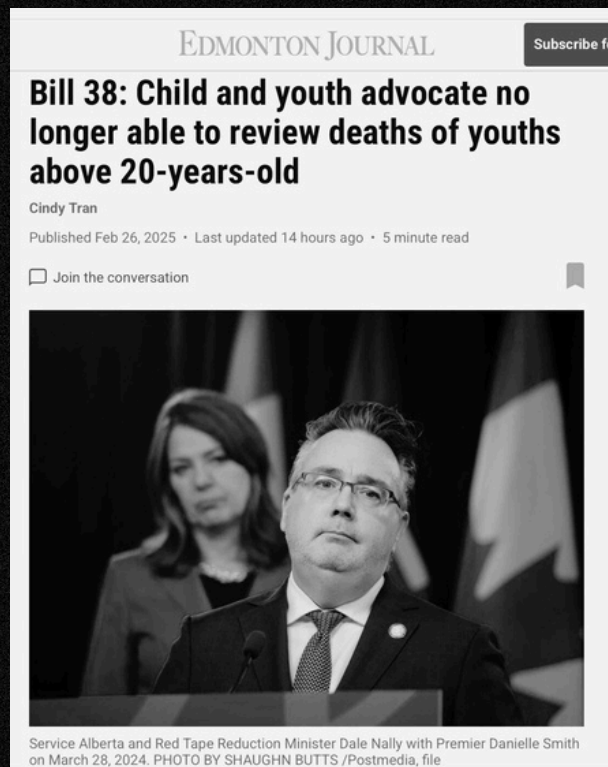 EDMONTON JOURNAL
Subscribe
Bill 38: Child and youth advocate no
longer able to review deaths of youths
above 20-years-old
Cindy Tran
Published Feb 26, 2025 • Last updated 14 hours ago • 5 minute read
Join the conversation
Service Alberta and Red Tape Reduction Minister Dale Nally with Premier Danielle Smith
on March 28, 2024. PHOTO BY SHAUGHN BUTTS /Postmedia, file